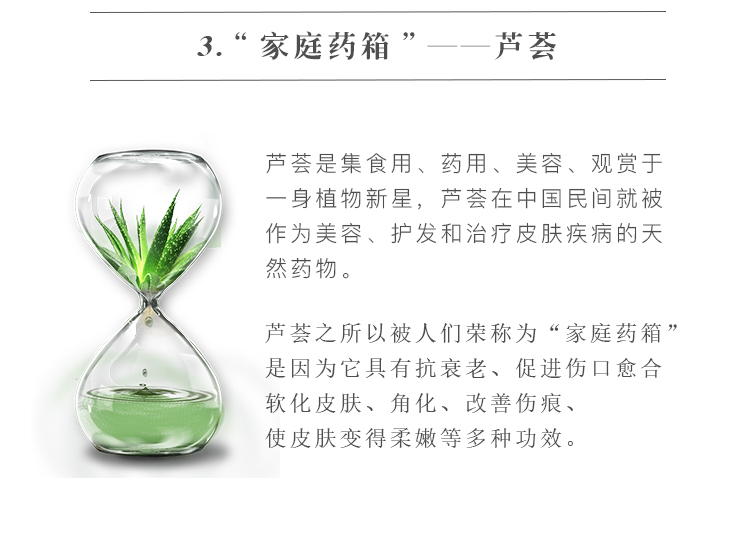 3.“家庭药箱”——芦荟
芦荟是集食用、药用、美容、观赏于
一身植物新星，芦荟在中国民间就被
作为美容、护发和治疗皮肤疾病的天
然药物。
芦荟之所以被人们荣称为“家庭药箱”
是因为它具有抗衰老、促进伤口愈合
软化皮肤、角化、改善伤痕、
使皮肤变得柔嫩等多种功效。